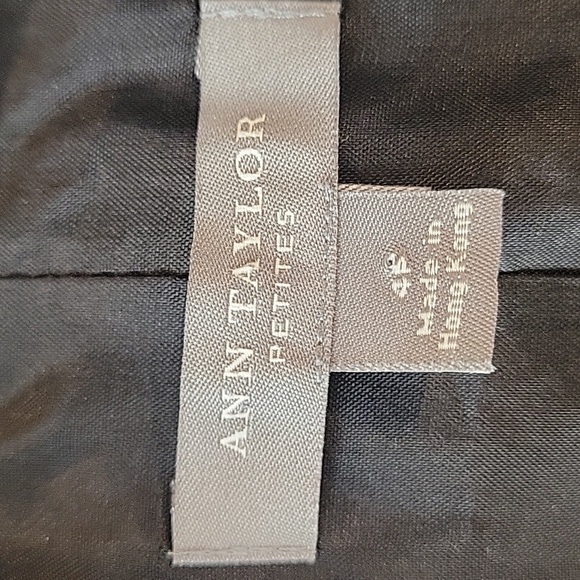 ANN TAYLOR
PETITES
4P
Made in
Hong Kong